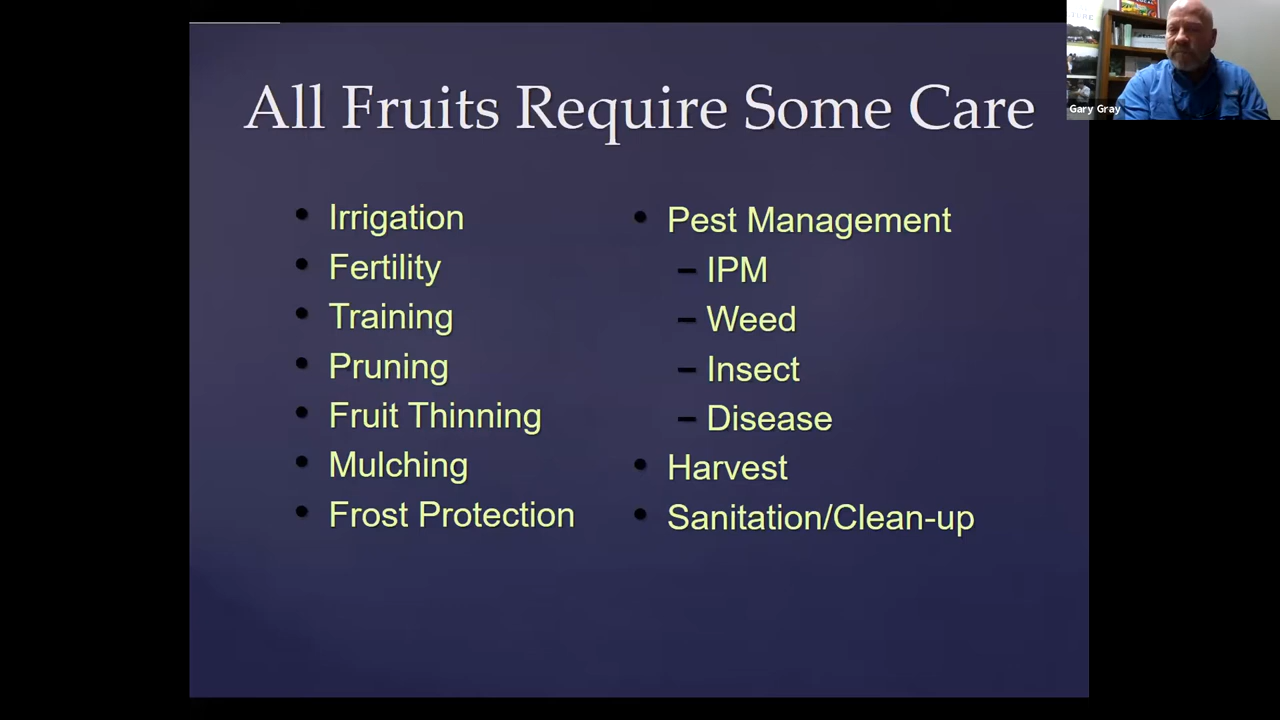 All Fruits Require Some Care
• Irrigation
• Fertility
• Training
• Pruning
• Fruit Thinning
• Mulching
• Frost Protection
• Pest Management
– IPM
– Weed
– Insect
– Disease
• Harvest
• Sanitation/Clean-up
Gary Gray